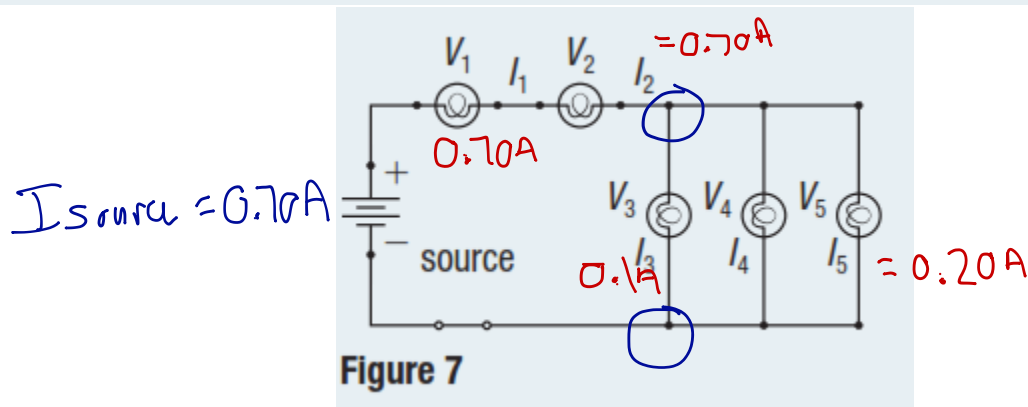 V₁
I₁
V₂
I₂
=0.70A
0.70A
+
−
source
Isource =0.70A
V₃
V₄
V₅
I₃
0.1A
I₄
I₅ = 0.20A
Figure 7